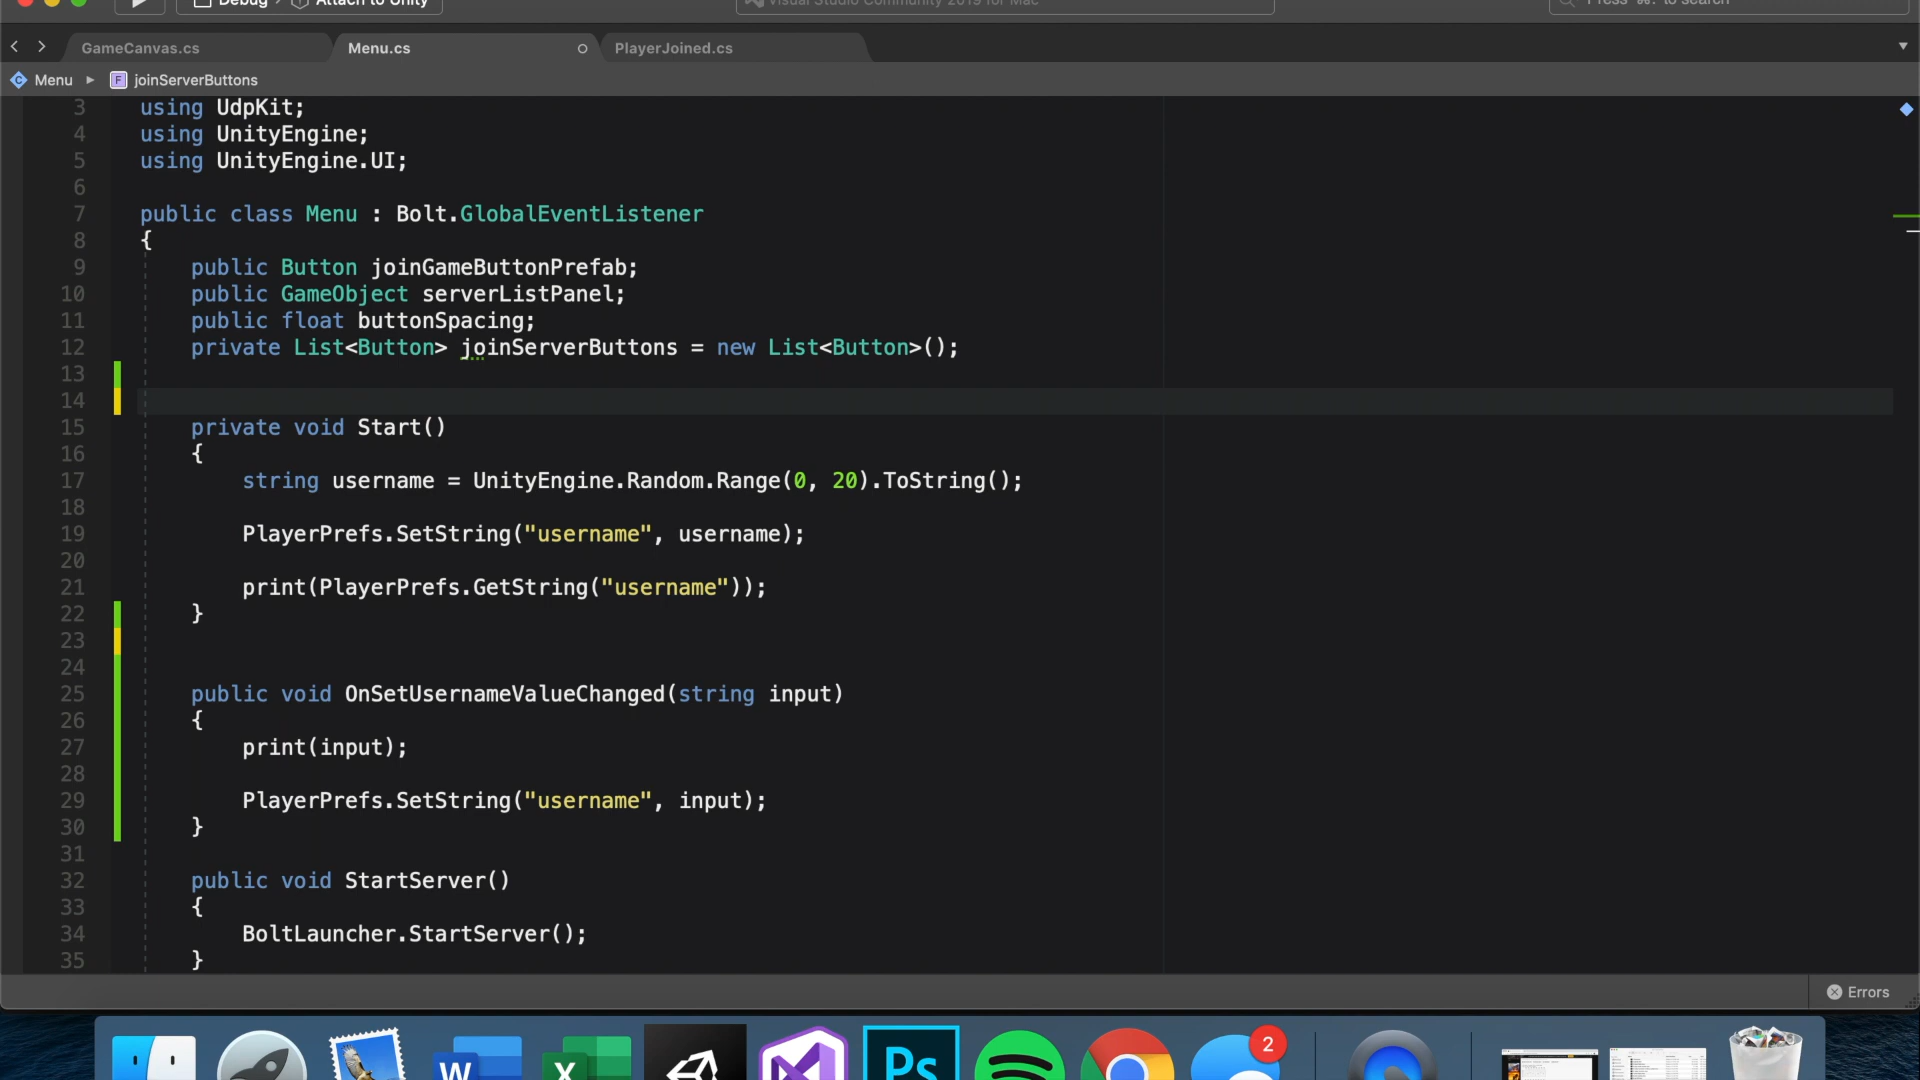 Debug › Attach to Unity
Visual Studio Community 2019 for Mac
Press ⌘. to search
GameCanvas.cs
Menu.cs
PlayerJoined.cs
Menu
F joinServerButtons
3 using UdpKit;
4 using UnityEngine;
5 using UnityEngine.UI;
6
7 public class Menu : Bolt.GlobalEventListener
8 {
9 public Button joinGameButtonPrefab;
10 public GameObject serverListPanel;
11 public float buttonSpacing;
12 private List<Button> joinServerButtons = new List<Button>();
13
14
15 private void Start()
16 {
17 string username = UnityEngine.Random.Range(0, 20).ToString();
18
19 PlayerPrefs.SetString("username", username);
20
21 print(PlayerPrefs.GetString("username"));
22 }
23
24
25 public void OnSetUsernameValueChanged(string input)
26 {
27 print(input);
28
29 PlayerPrefs.SetString("username", input);
30 }
31
32 public void StartServer()
33 {
34 BoltLauncher.StartServer();
35 }
Errors
W
X
Ps
2